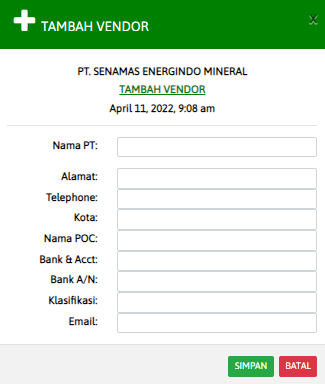 TAMBAH VENDOR
x
PT. SENAMAS ENERGINDO MINERAL
TAMBAH VENDOR
April 11, 2022, 9:08 am
Nama PT:
Alamat:
Telephone:
Kota:
Nama POC:
Bank & Acct:
Bank A/N:
Klasifikasi:
Email:
SIMPAN BATAL